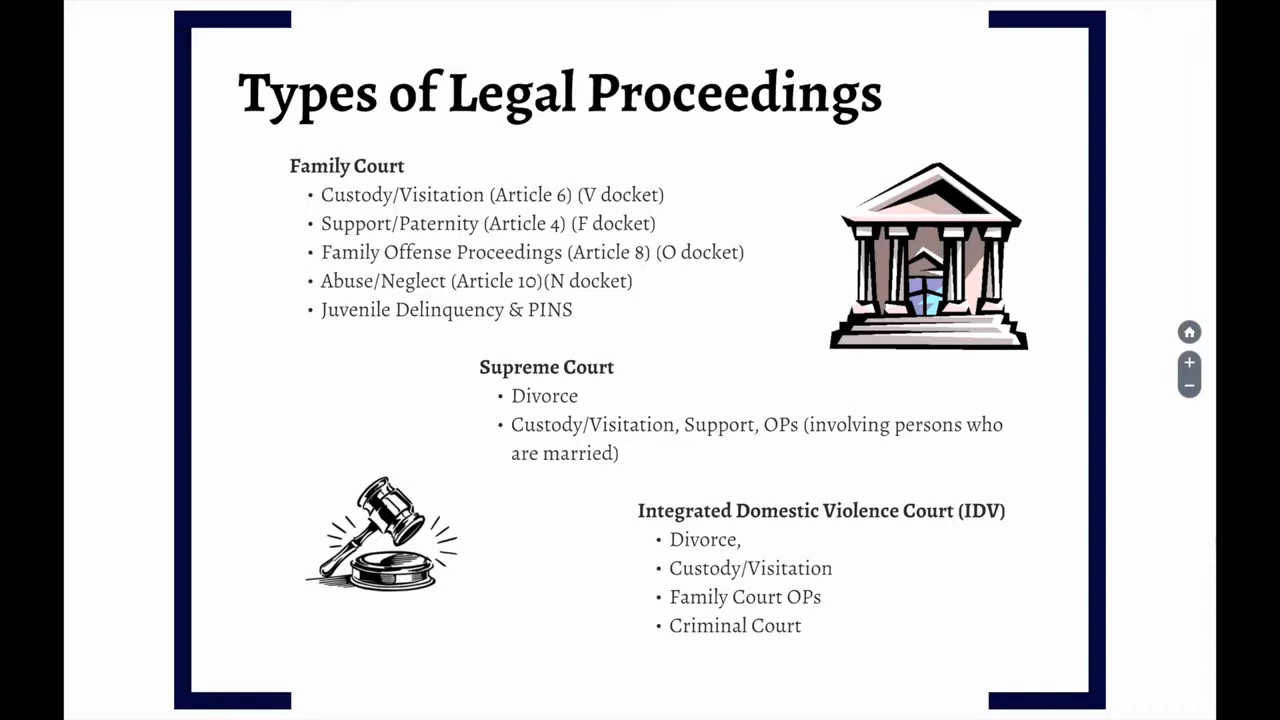 Types of Legal Proceedings
Family Court
• Custody/Visitation (Article 6) (V docket)
• Support/Paternity (Article 4) (F docket)
• Family Offense Proceedings (Article 8) (O docket)
• Abuse/Neglect (Article 10)(N docket)
• Juvenile Delinquency & PINS
Supreme Court
• Divorce
• Custody/Visitation, Support, OPs (involving persons who
are married)
Integrated Domestic Violence Court (IDV)
• Divorce,
• Custody/Visitation
• Family Court OPs
• Criminal Court